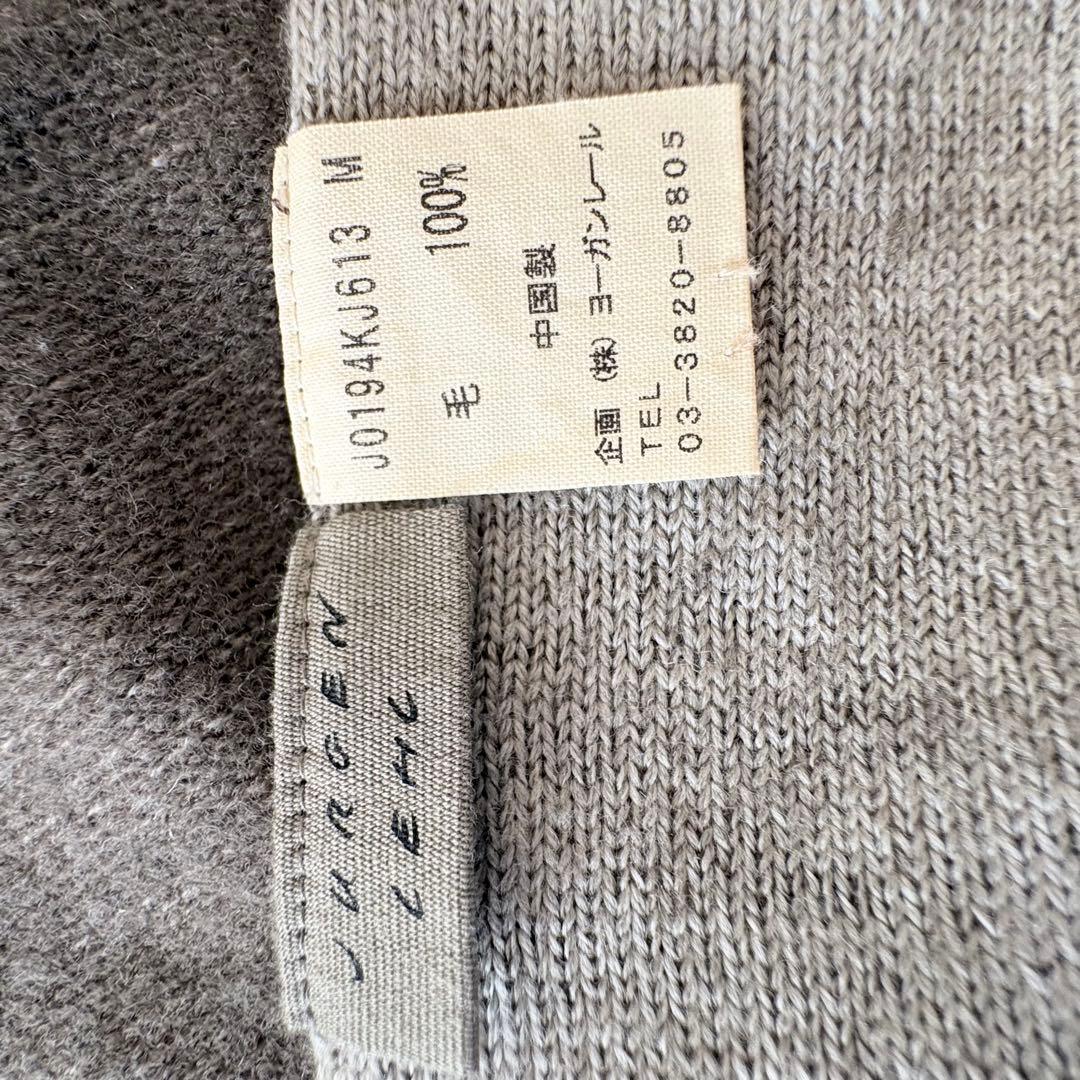 J0194KJ613 M
毛 100%
中国製
企画 (株) ヨーガンレール
TEL
03-3820-8805
JURGEN
LEHL